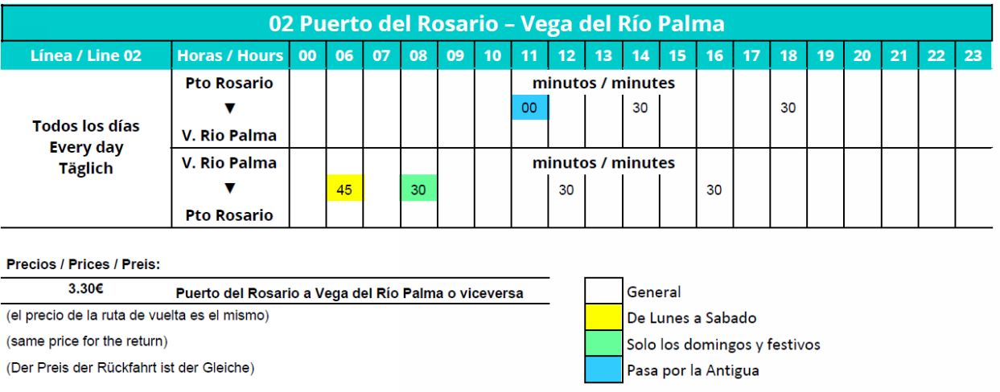 02 Puerto del Rosario – Vega del Río Palma
Línea / Line 02 Horas / Hours 00 06 07 08 09 10 11 12 13 14 15 16 17 18 19 20 21 22 23
Todos los días
Every day
Täglich
Pto Rosario minutos / minutes
▼ 00 30 30
V. Rio Palma
V. Rio Palma minutos / minutes
▼ 45 30 30 30
Pto Rosario
Precios / Prices / Preis:
3.30€ Puerto del Rosario a Vega del Río Palma o viceversa
(el precio de la ruta de vuelta es el mismo)
(same price for the return)
(Der Preis der Rückfahrt ist der Gleiche)
General
De Lunes a Sabado
Solo los domingos y festivos
Pasa por la Antigua